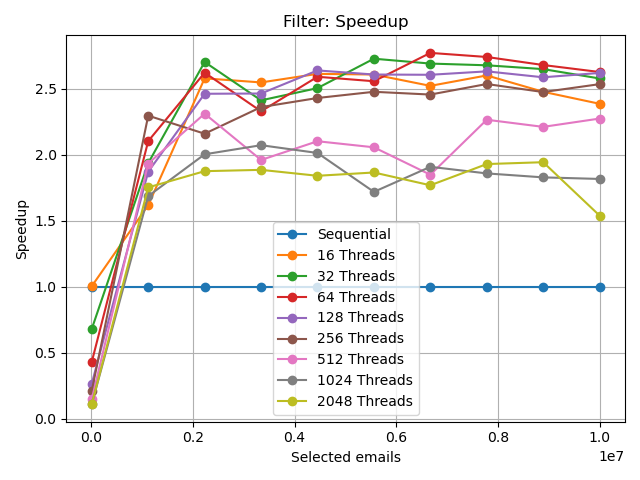 Filter: Speedup
Speedup
2.5
2.0
1.5
1.0
0.5
0.0
Sequential
16 Threads
32 Threads
64 Threads
128 Threads
256 Threads
512 Threads
1024 Threads
2048 Threads
0.0 0.2 0.4 0.6 0.8 1.0
1e7
Selected emails